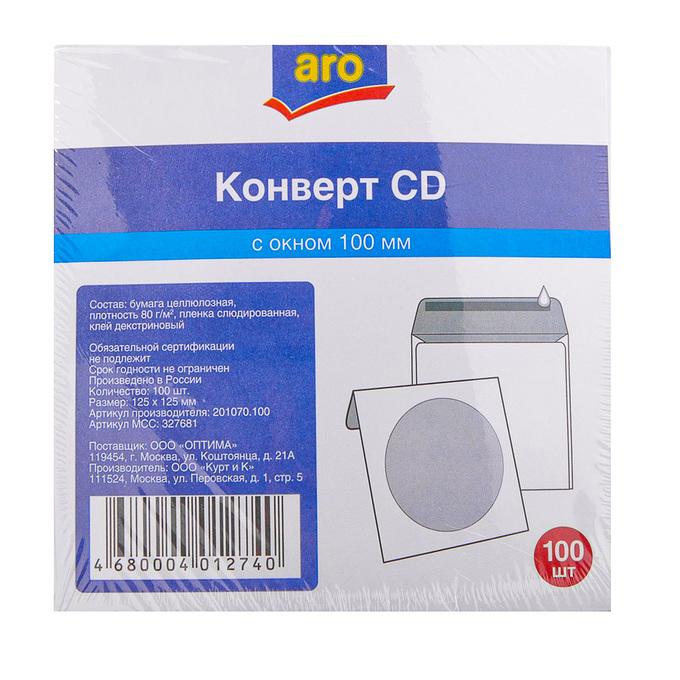 aro
Конверт CD
с окном 100 мм
Состав: бумага целлюлозная,
плотность 80 г/м², пленка слюдированная,
клей декстриновый
Обязательной сертификации
не подлежит
Срок годности не ограничен
Произведено в России
Количество: 100 шт.
Размер: 125 x 125 мм
Артикул производителя: 201070.100
Артикул МСС: 327681
Поставщик: ООО «ОПТИМА»
119454, г. Москва, ул. Коштоянца, д. 21А
Производитель: ООО «Курт и К»
111524, Москва, ул. Перовская, д. 1, стр. 5
4 680004 012740
100
шт